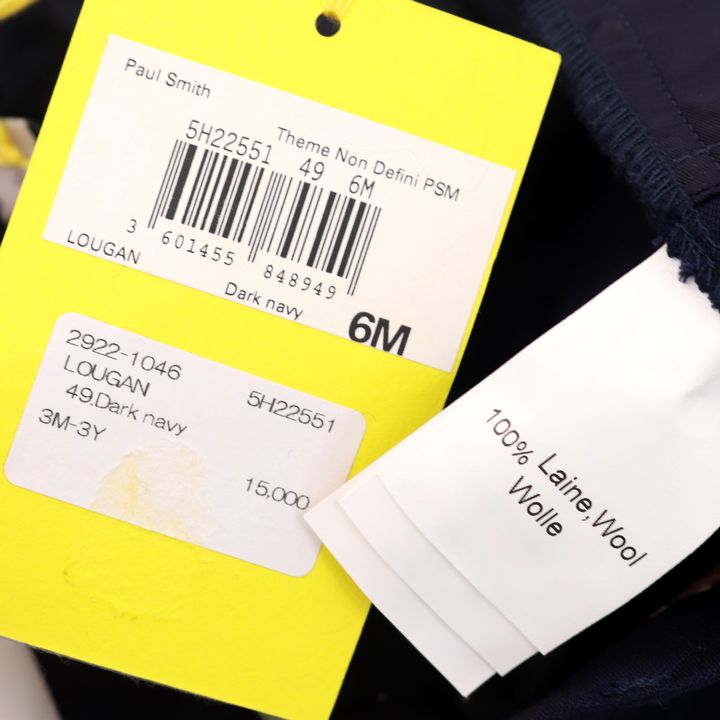 Paul Smith
Theme Non Defini PSM
5H22551 49 6M
3 601455 848949
LOUGAN
Dark navy
6M
2922-1046
LOUGAN 5H22551
49.Dark navy
3M-3Y
15,000
100% Laine,Wool
Wolle